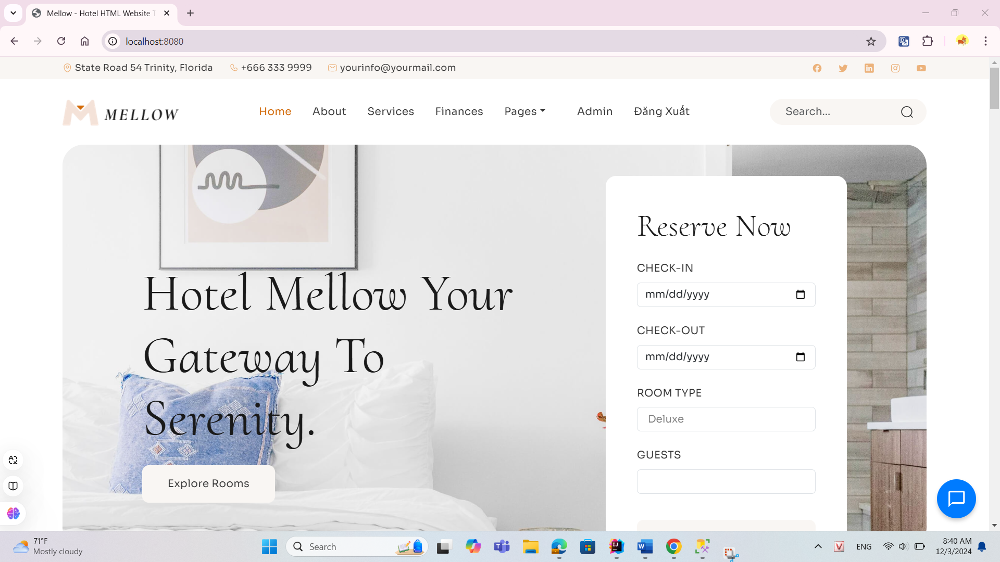 Mellow - Hotel HTML Website T
localhost:8080
State Road 54 Trinity, Florida +666 333 9999 yourinfo@yourmail.com
MELLOW Home About Services Finances Pages Admin Đăng Xuất Search...
Hotel Mellow Your
Gateway To
Serenity.
Explore Rooms
Reserve Now
CHECK-IN
mm/dd/yyyy
CHECK-OUT
mm/dd/yyyy
ROOM TYPE
Deluxe
GUESTS
71°F
Mostly cloudy
Search
ENG
8:40 AM
12/3/2024